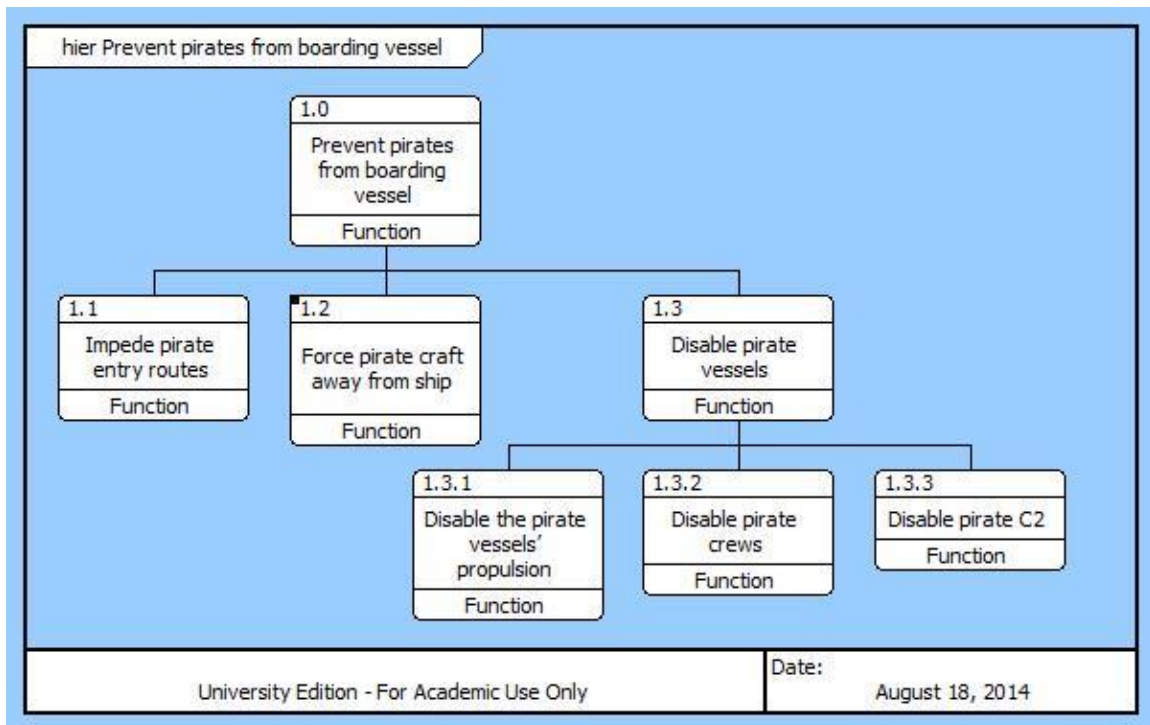 hier Prevent pirates from boarding vessel
1.0
Prevent pirates
from boarding
vessel
Function
1.1
Impede pirate
entry routes
Function
1.2
Force pirate craft
away from ship
Function
1.3
Disable pirate
vessels
Function
1.3.1
Disable the pirate
vessels’
propulsion
Function
1.3.2
Disable pirate
crews
Function
1.3.3
Disable pirate C2
Function
University Edition - For Academic Use Only
Date:
August 18, 2014